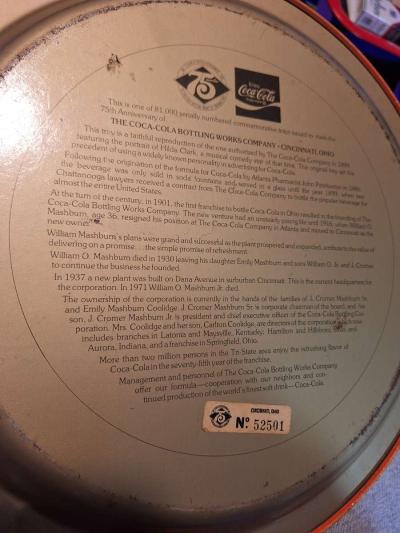 75
Enjoy
Coca-Cola
This is one of 81,000 serially numbered commemorative trays issued to mark the
75th Anniversary of
THE COCA-COLA BOTTLING WORKS COMPANY - CINCINNATI, OHIO
This tray is a faithful reproduction of the one authorized by The Coca-Cola Company in 1899
featuring the portrait of Hilda Clark, a musical comedy star of that time. The original tray set the
precedent of using a widely known personality in advertising for Coca-Cola.
Following the origination of the formula for Coca-Cola by Atlanta Pharmacist John Pemberton in 1886
the beverage was only sold in soda fountains and served in a glass until the year 1899, when two
Chattanooga lawyers received a contract from The Coca-Cola Company to bottle the popular beverage for
almost the entire United States.
At the turn of the century, in 1901, the first franchise to bottle Coca-Cola in Ohio resulted in the founding of The
Coca-Cola Bottling Works Company. The new venture had an unsteady young life until 1916, when William O.
Mashburn, age 36, resigned his position at The Coca-Cola Company in Atlanta and moved to Cincinnati as the
new owner.
William Mashburn's plans were grand and successful as the plant prospered and expanded, a tribute to the value of
delivering on a promise . . . the simple promise of refreshment.
William O. Mashburn died in 1930 leaving his daughter Emily Mashburn and sons William O. Jr. and J. Cromer
to continue the business he founded.
In 1937 a new plant was built on Dana Avenue in suburban Cincinnati. This is the current headquarters for
the corporation. In 1971 William O. Mashburn Jr. died.
The ownership of the corporation is currently in the hands of the families of J. Cromer Mashburn Sr.
and Emily Mashburn Coolidge. J. Cromer Mashburn Sr. is corporate chairman of the board, and his
son, J. Cromer Mashburn Jr. is president and chief executive officer of the Coca-Cola Bottling Cor-
poration. Mrs. Coolidge and her son, Carlton Coolidge, are directors of the corporation which now
includes branches in Latonia and Maysville, Kentucky; Hamilton and Hillsboro, Ohio and
Aurora, Indiana, and a franchise in Springfield, Ohio.
More than two million persons in the Tri-State area enjoy the refreshing flavor of
Coca-Cola in the seventy-fifth year of the franchise.
Management and personnel of The Coca-Cola Bottling Works Company
offer our formula—cooperation with our neighbors and con-
tinued production of the world's finest soft drink—Coca-Cola.
CINCINNATI, OHIO
75
No. 52501